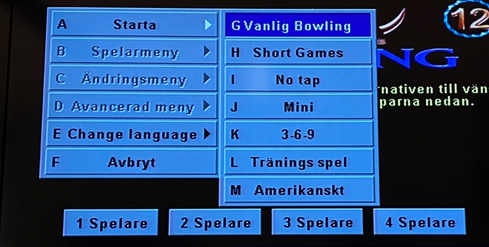 A Starta
B Spelarmeny
C Ändringsmeny
D Avancerad meny
E Change language
F Avbryt
G Vanlig Bowling
H Short Games
I No tap
J Mini
K 3-6-9
L Tränings spel
M Amerikanskt
12
NG
rnativen till vän
parna nedan.
1 Spelare
2 Spelare
3 Spelare
4 Spelare